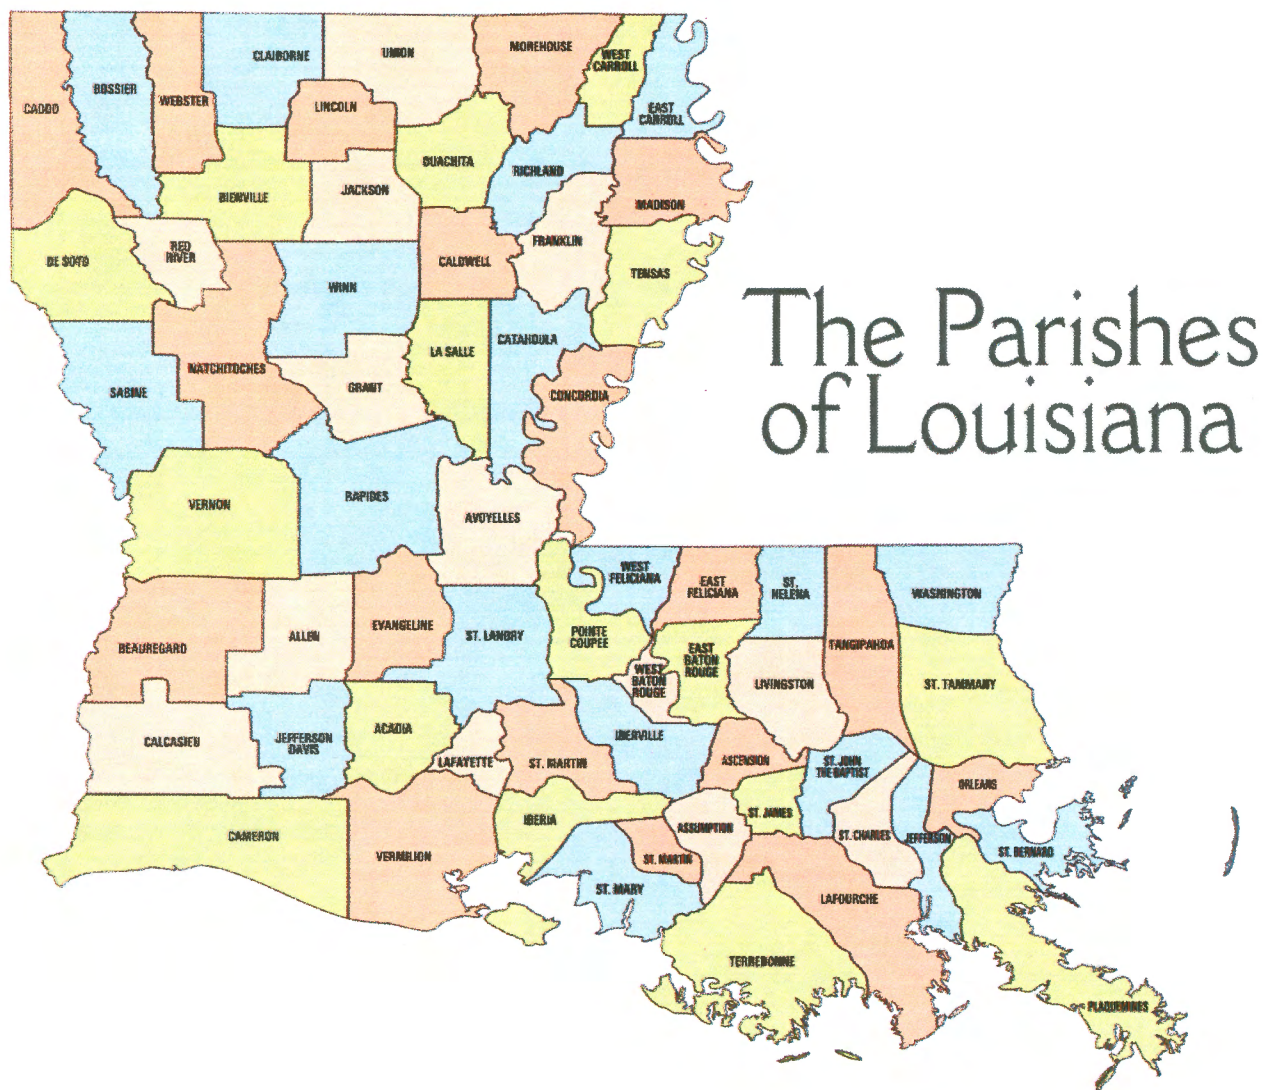 CADDO
BOSSIER
WEBSTER
CLAIBORNE
UNION
MOREHOUSE
WEST
CARROLL
EAST
CARROLL
LINCOLN
OUACHITA
RICHLAND
BIENVILLE
JACKSON
MADISON
DE SOTO
RED
RIVER
WINN
CALDWELL
FRANKLIN
TENSAS
The Parishes
of Louisiana
SABINE
NATCHITOCHES
GRANT
LA SALLE
CATAHOULA
CONCORDIA
VERNON
RAPIDES
AVOYELLES
WEST
FELICIANA
EAST
FELICIANA
ST.
HELENA
WASHINGTON
BEAUREGARD
ALLEN
EVANGELINE
ST. LANDRY
POINTE
COUPEE
EAST
BATON
ROUGE
TANGIPAHOA
WEST
BATON
ROUGE
LIVINGSTON
ST. TAMMANY
CALCASIEU
JEFFERSON
DAVIS
ACADIA
LAFAYETTE
ST. MARTIN
IBERVILLE
ASCENSION
ST. JOHN
THE BAPTIST
ORLEANS
CAMERON
VERMILION
IBERIA
ASSUMPTION
ST. JAMES
ST. CHARLES
JEFFERSON
ST. BERNARD
ST. MARTIN
ST. MARY
LAFOURCHE
TERREBONNE
PLAQUEMINES